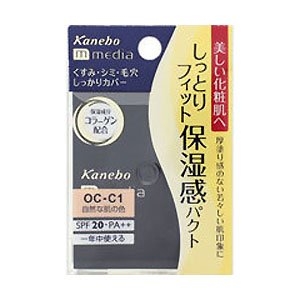 Kanebo
media
くすみ・シミ・毛穴
しっかりカバー
保湿成分
コラーゲン
配合
Kanebo
media
OC-C1
自然な肌の色
SPF 20・PA++
一年中使える
美しい化粧肌へ
しっとり
フィット
保湿感パクト
厚塗り感のない若々しい肌印象に